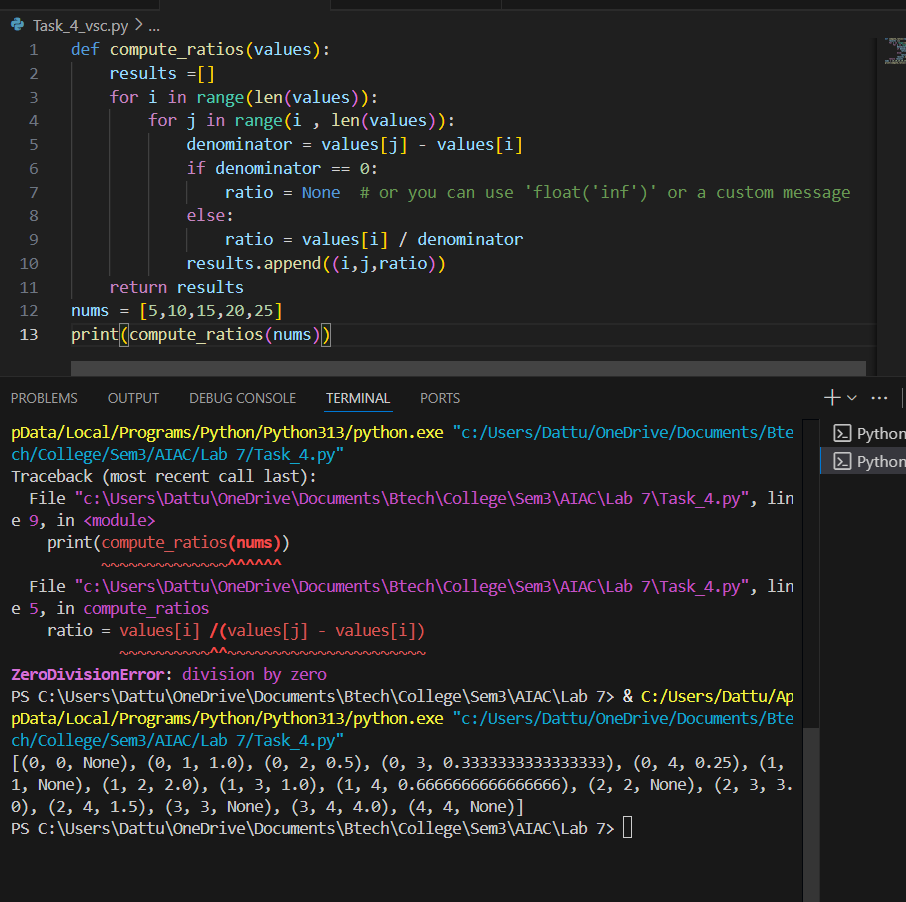 Task_4_vsc.py > ...
1 def compute_ratios(values):
2 results =[]
3 for i in range(len(values)):
4 for j in range(i , len(values)):
5 denominator = values[j] - values[i]
6 if denominator == 0:
7 ratio = None # or you can use 'float('inf')' or a custom message
8 else:
9 ratio = values[i] / denominator
10 results.append((i,j,ratio))
11 return results
12 nums = [5,10,15,20,25]
13 print(compute_ratios(nums))
PROBLEMS OUTPUT DEBUG CONSOLE TERMINAL PORTS
pData/Local/Programs/Python/Python313/python.exe "c:/Users/Dattu/OneDrive/Documents/Bte
ch/College/Sem3/AIAC/Lab 7/Task_4.py"
Traceback (most recent call last):
File "c:\Users\Dattu\OneDrive\Documents\Btech\College\Sem3\AIAC\Lab 7\Task_4.py", lin
e 9, in <module>
print(compute_ratios(nums))
~~~~~~~~~~~~~~^^^^^^
File "c:\Users\Dattu\OneDrive\Documents\Btech\College\Sem3\AIAC\Lab 7\Task_4.py", lin
e 5, in compute_ratios
ratio = values[i] /(values[j] - values[i])
~~~~~~~~~~^^~~~~~~~~~~~~~~~~~~~~~~
ZeroDivisionError: division by zero
PS C:\Users\Dattu\OneDrive\Documents\Btech\College\Sem3\AIAC\Lab 7> & C:/Users/Dattu/Ap
pData/Local/Programs/Python/Python313/python.exe "c:/Users/Dattu/OneDrive/Documents/Bte
ch/College/Sem3/AIAC/Lab 7/Task_4.py"
[(0, 0, None), (0, 1, 1.0), (0, 2, 0.5), (0, 3, 0.3333333333333333), (0, 4, 0.25), (1,
1, None), (1, 2, 2.0), (1, 3, 1.0), (1, 4, 0.6666666666666666), (2, 2, None), (2, 3, 3.
0), (2, 4, 1.5), (3, 3, None), (3, 4, 4.0), (4, 4, None)]
PS C:\Users\Dattu\OneDrive\Documents\Btech\College\Sem3\AIAC\Lab 7>
Python
Python